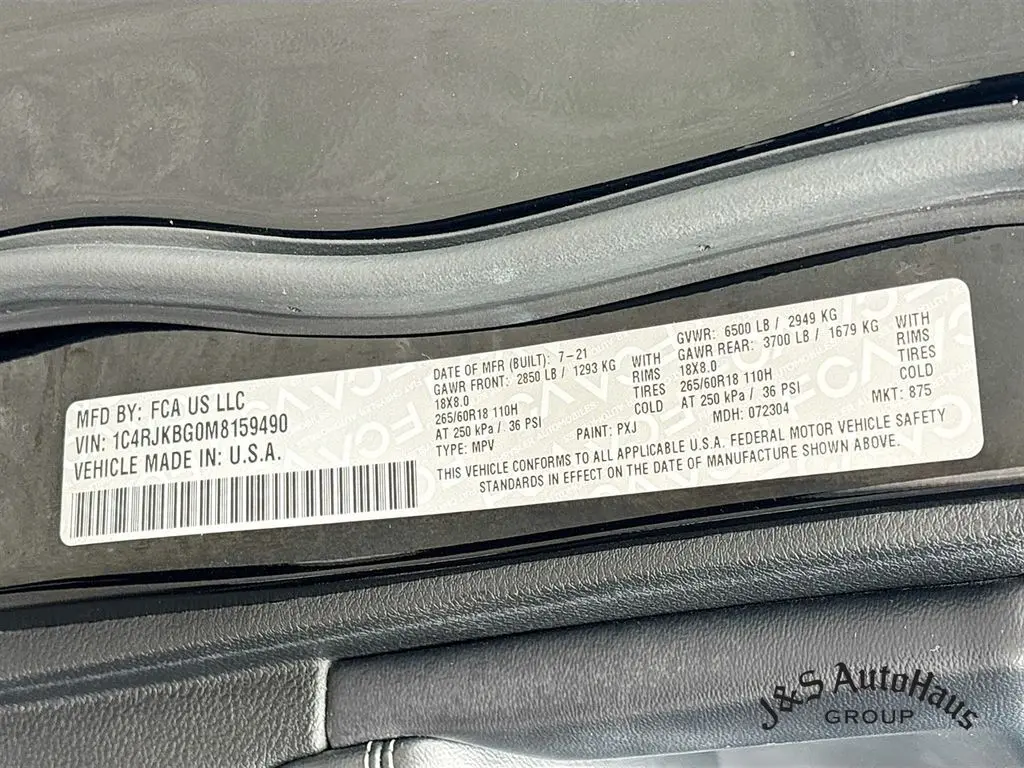 MFD BY: FCA US LLC
VIN: 1C4RJKBG0M8159490
VEHICLE MADE IN: U.S.A.
DATE OF MFR (BUILT): 7-21
GAWR FRONT: 2850 LB / 1293 KG WITH
18X8.0 RIMS
265/60R18 110H TIRES
AT 250 kPa / 36 PSI COLD
TYPE: MPV
PAINT: PXJ
GVWR: 6500 LB / 2949 KG
GAWR REAR: 3700 LB / 1679 KG WITH
18X8.0 RIMS
265/60R18 110H TIRES
AT 250 kPa / 36 PSI COLD
MDH: 072304
MKT: 875
THIS VEHICLE CONFORMS TO ALL APPLICABLE U.S.A. FEDERAL MOTOR VEHICLE SAFETY
STANDARDS IN EFFECT ON THE DATE OF MANUFACTURE SHOWN ABOVE.
J&S AutoHaus
GROUP